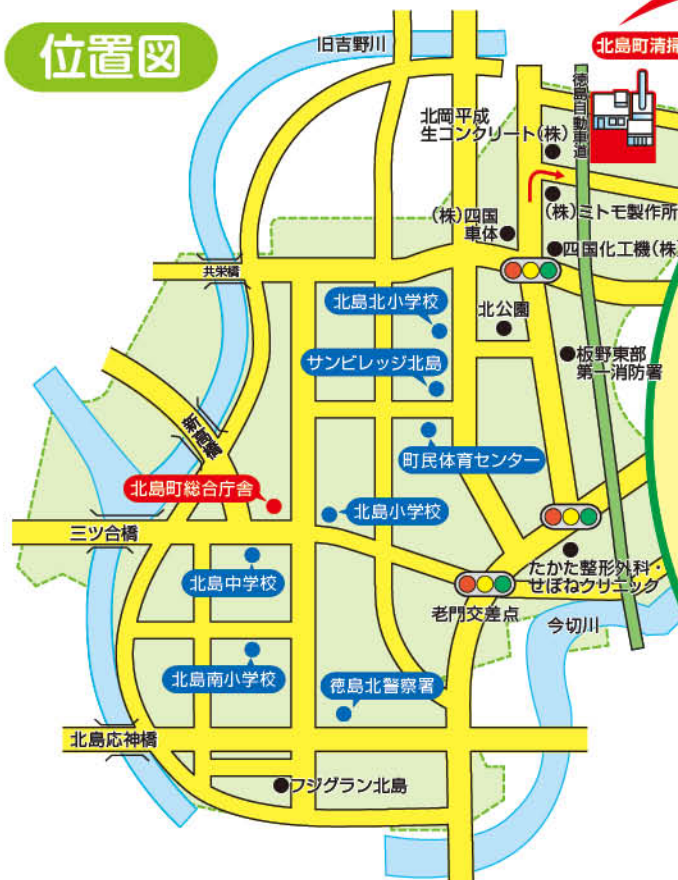 位置図
旧吉野川
北島町清掃
徳島自動車道
北岡平成
生コンクリート(株)
(株)ミトモ製作所
(株)四国
車体
四国化工機(株)
共栄橋
北島北小学校
北公園
サンビレッジ北島
板野東部
第一消防署
新高橋
町民体育センター
北島町総合庁舎
北島小学校
三ツ合橋
北島中学校
たかた整形外科・
せぼねクリニック
老門交差点
今切川
北島南小学校
徳島北警察署
北島応神橋
フジグラン北島